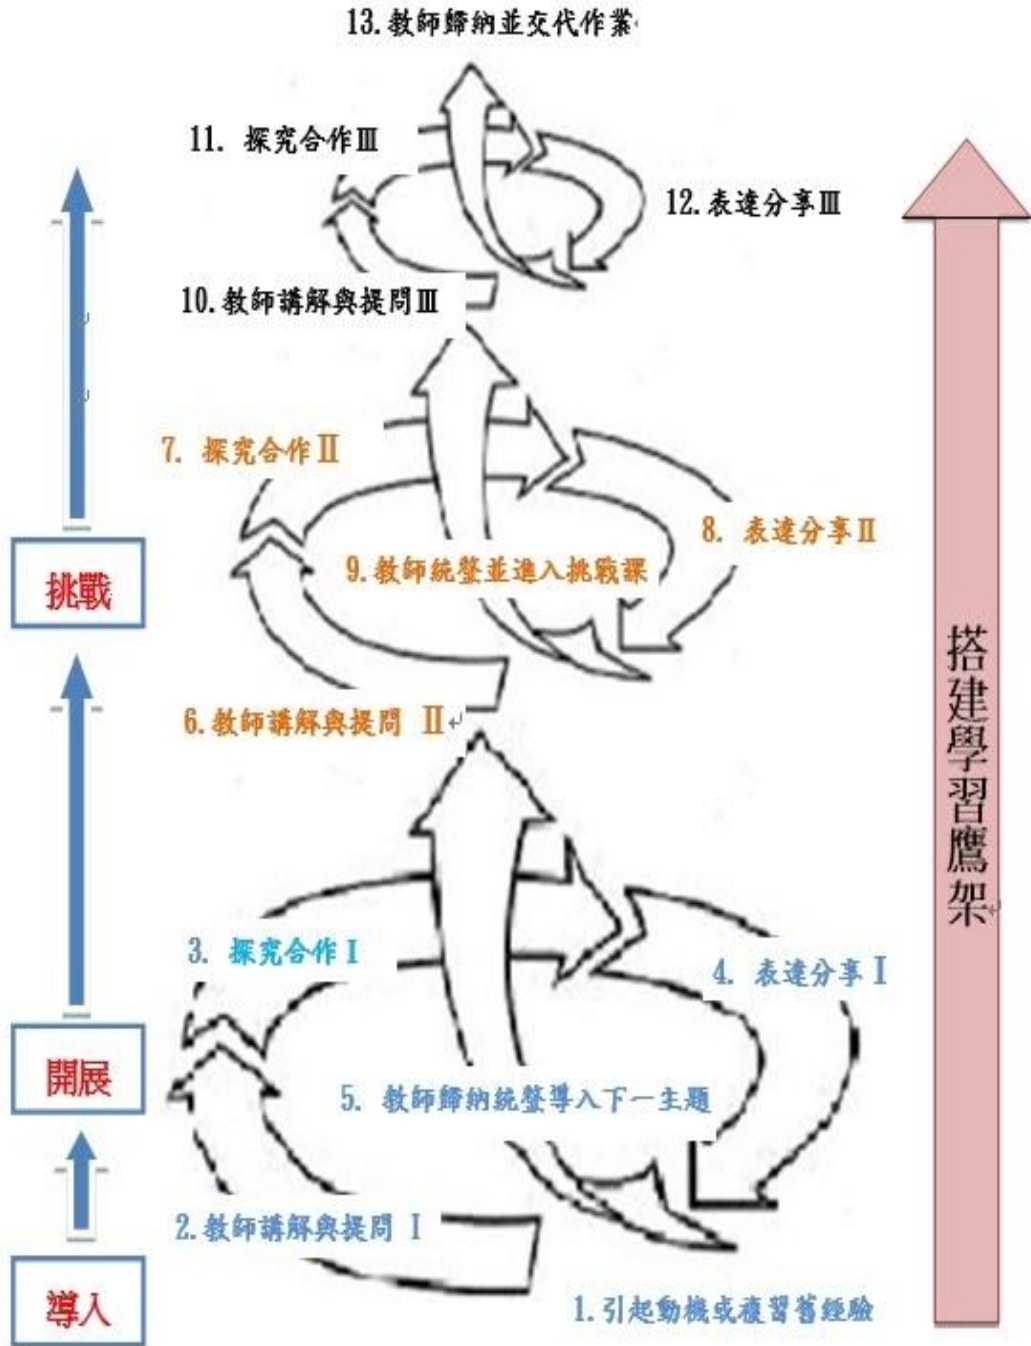 13.教師歸納並交代作業
11. 探究合作Ⅲ
12.表達分享Ⅲ
10.教師講解與提問Ⅲ
7. 探究合作Ⅱ
8. 表達分享Ⅱ
9.教師統整並進入挑戰課
挑戰
6.教師講解與提問 Ⅱ
搭建學習鷹架
3. 探究合作Ⅰ
4. 表達分享Ⅰ
開展
5. 教師歸納統整導入下一主題
2.教師講解與提問 Ⅰ
導入
1.引起動機或複習舊經驗